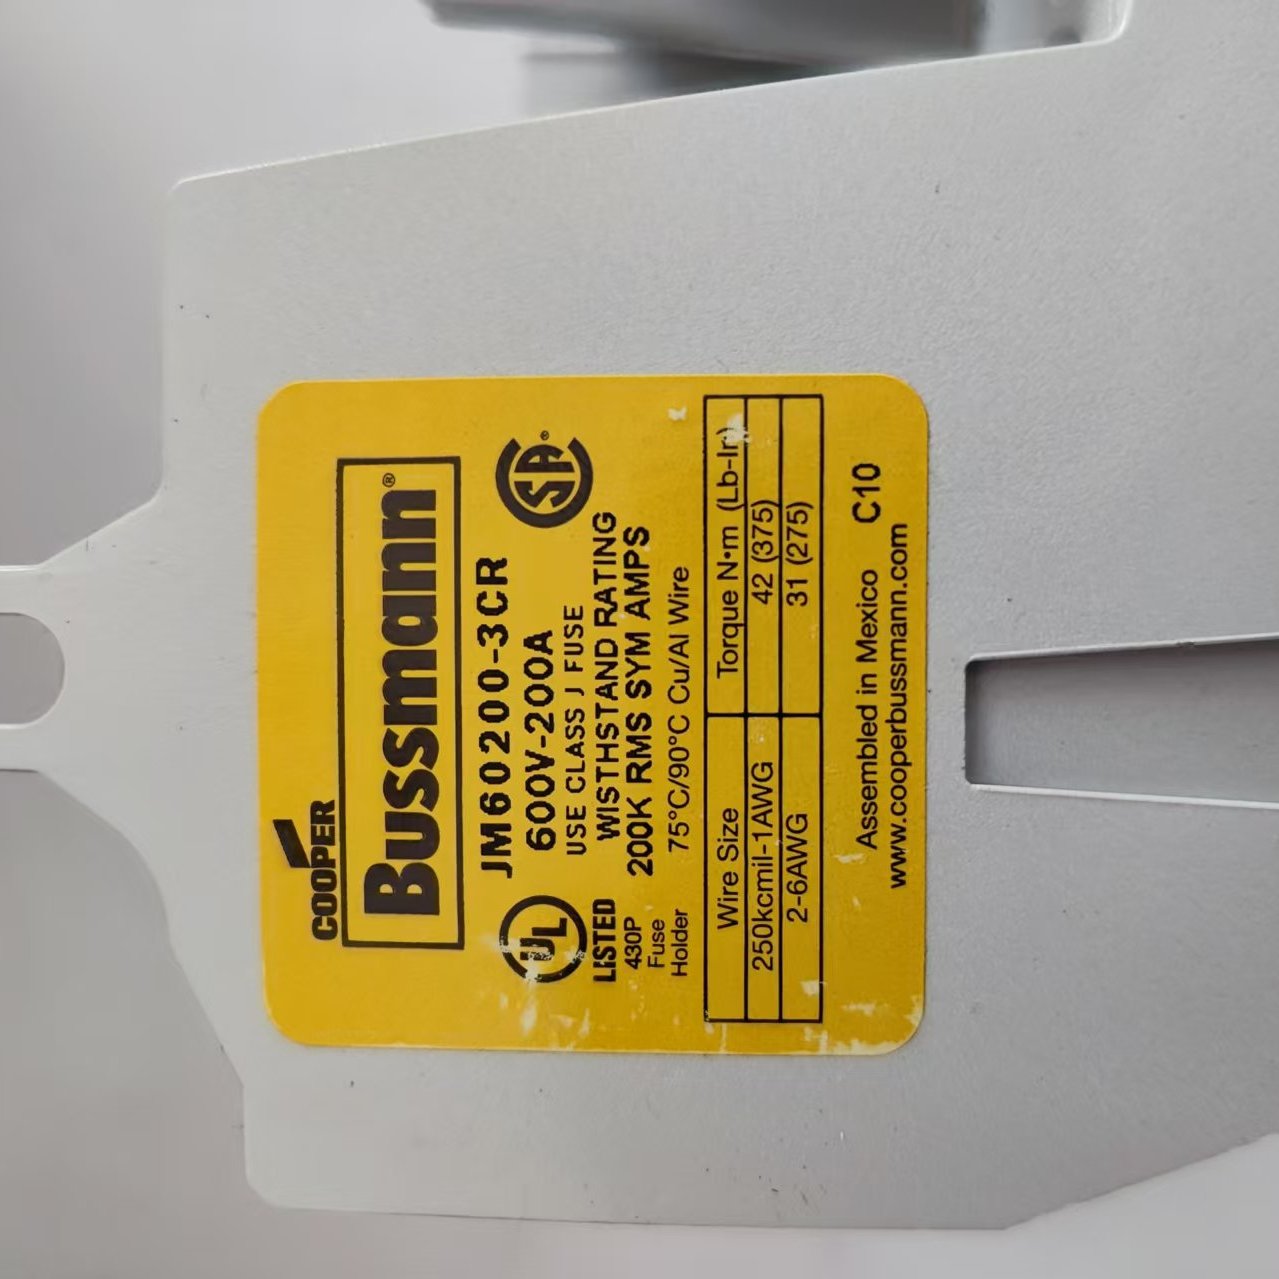 COOPER
Bussmann®
JM60200-3CR
600V-200A
USE CLASS J FUSE
WISTHSTAND RATING
200K RMS SYM AMPS
75°C/90°C Cu/Al Wire
UL
LISTED
430P
Fuse
Holder
SA®
Wire Size Torque N•m (Lb-In)
250kcmil-1AWG 42 (375)
2-6AWG 31 (275)
Assembled in Mexico C10
www.cooperbussmann.com